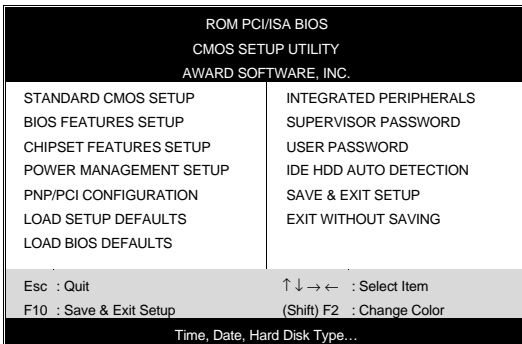 ROM PCI/ISA BIOS
CMOS SETUP UTILITY
AWARD SOFTWARE, INC.
STANDARD CMOS SETUP
BIOS FEATURES SETUP
CHIPSET FEATURES SETUP
POWER MANAGEMENT SETUP
PNP/PCI CONFIGURATION
LOAD SETUP DEFAULTS
LOAD BIOS DEFAULTS
INTEGRATED PERIPHERALS
SUPERVISOR PASSWORD
USER PASSWORD
IDE HDD AUTO DETECTION
SAVE & EXIT SETUP
EXIT WITHOUT SAVING
Esc : Quit
F10 : Save & Exit Setup
↑↓→← : Select Item
(Shift) F2 : Change Color
Time, Date, Hard Disk Type…